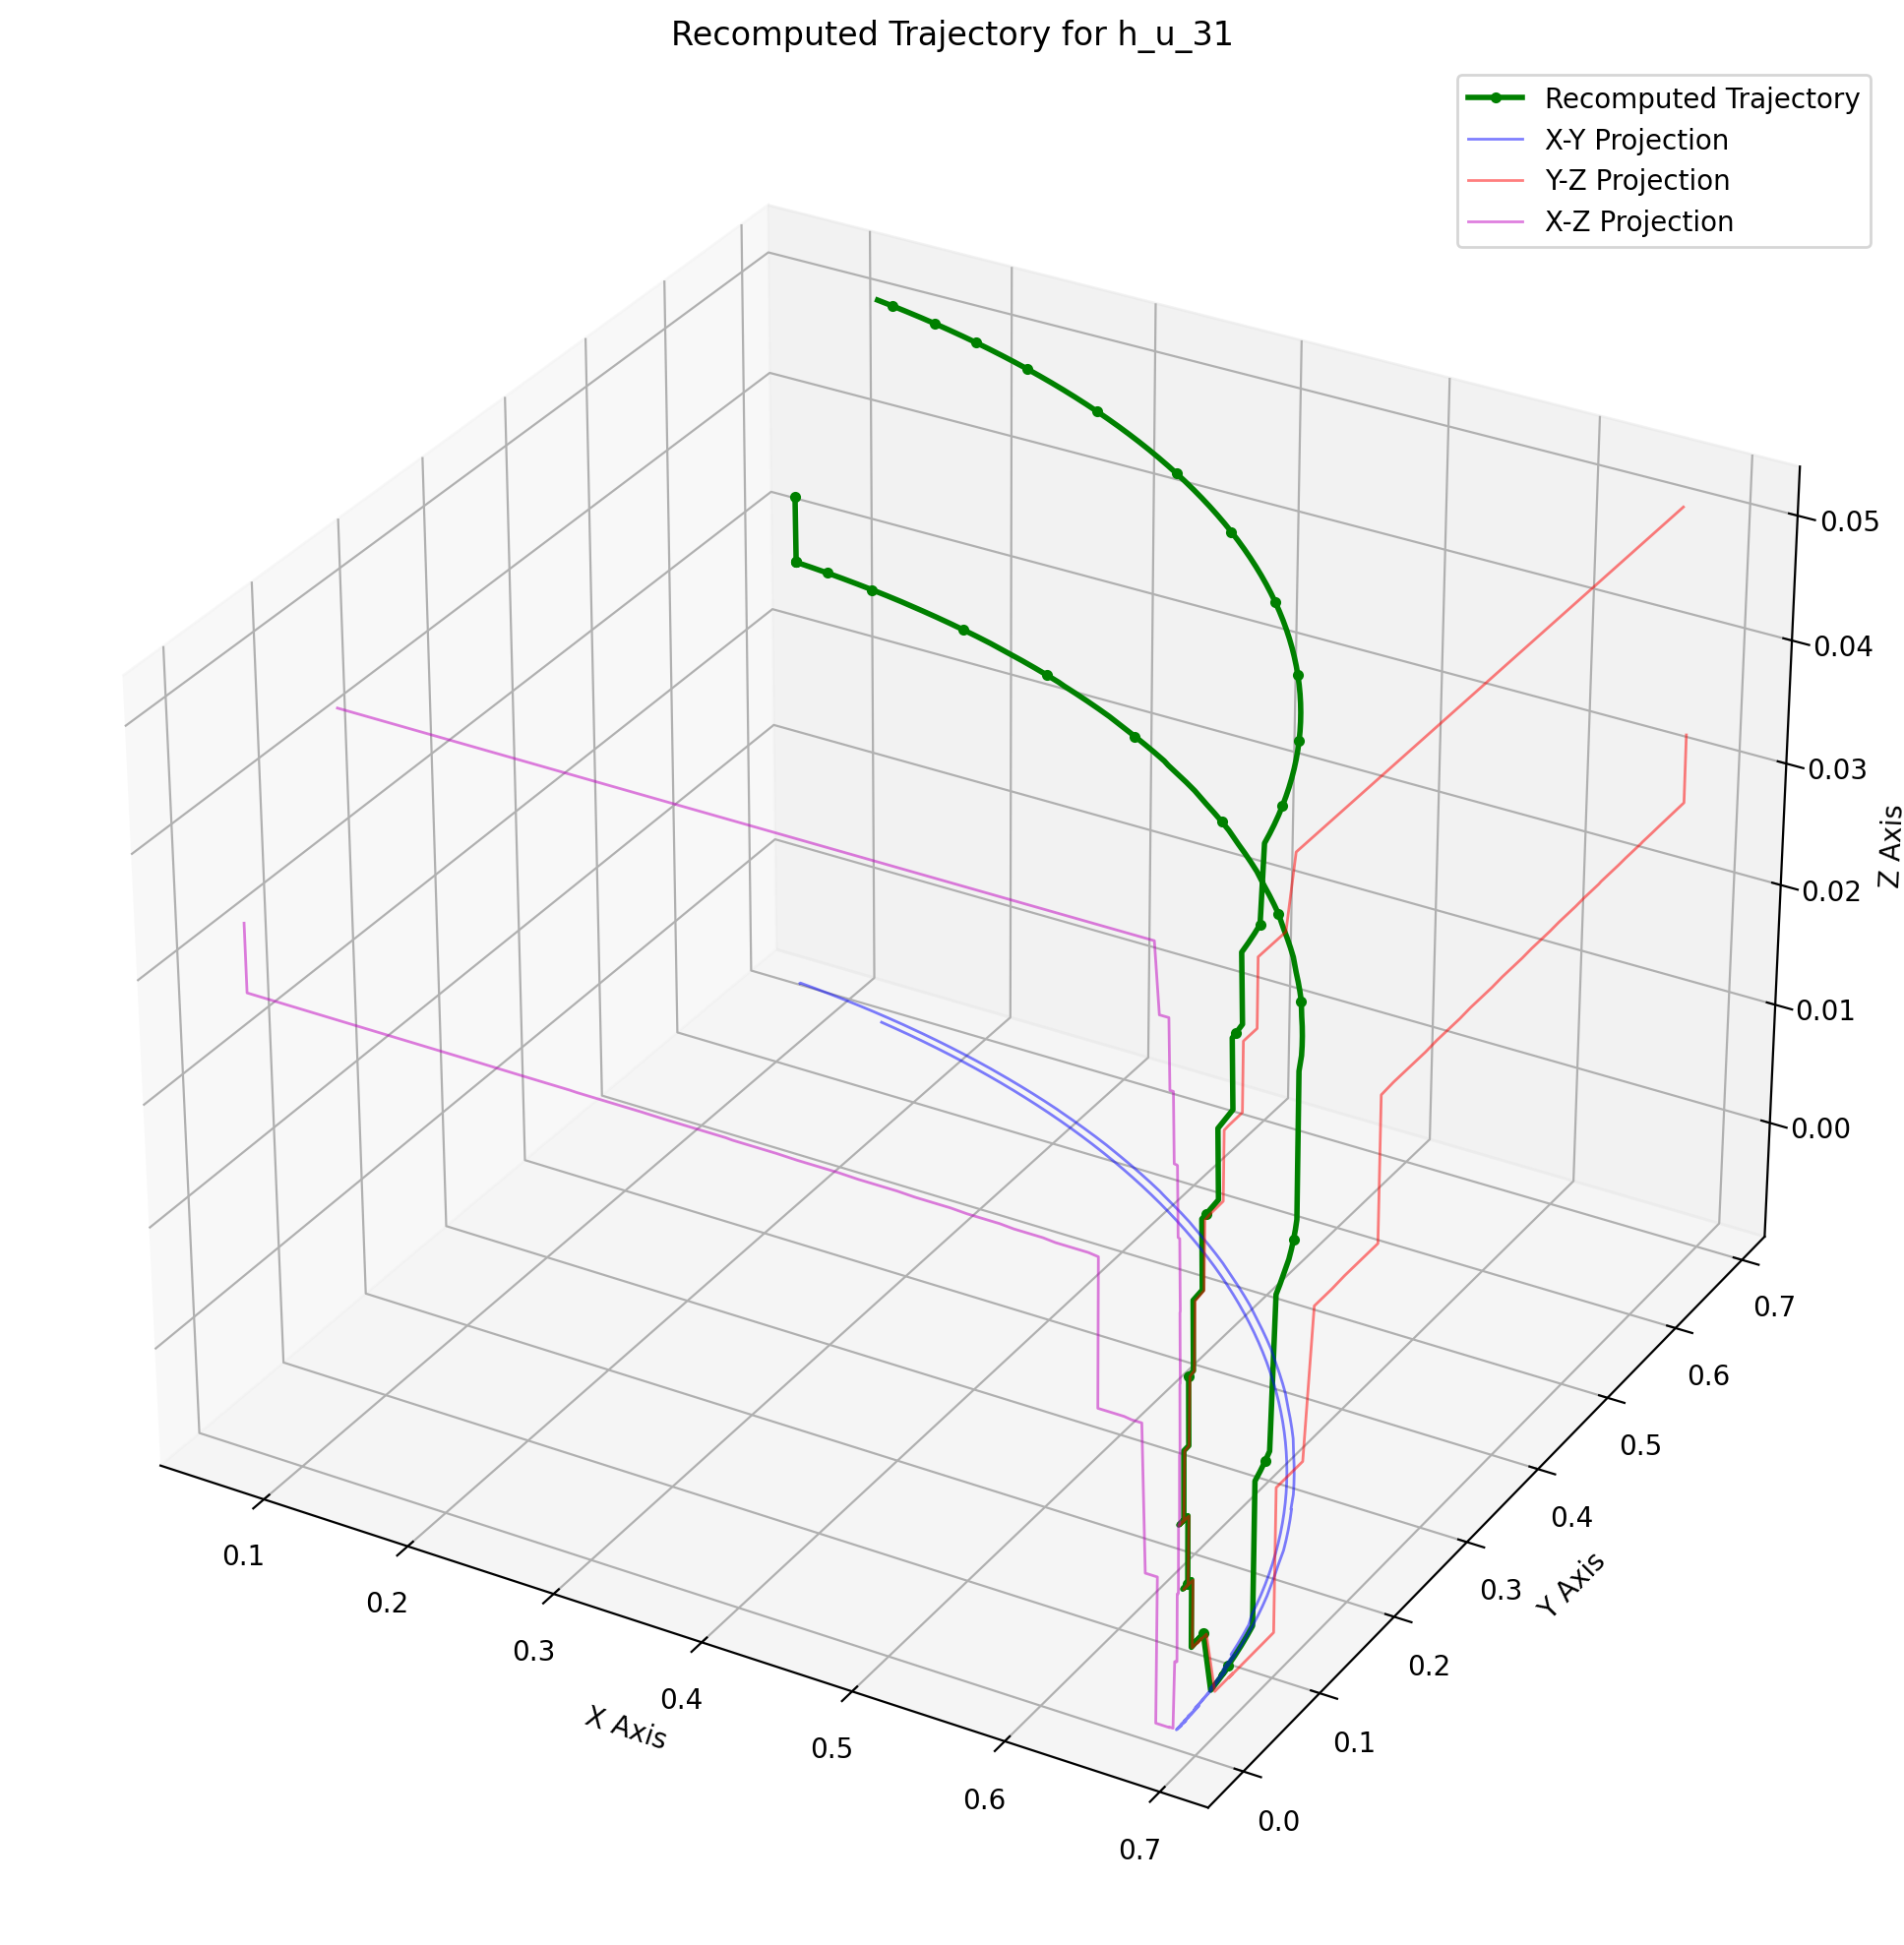 Recomputed Trajectory for h_u_31
Recomputed Trajectory
X-Y Projection
Y-Z Projection
X-Z Projection
0.05
0.04
0.03
0.02
0.01
0.00
Z Axis
0.7
0.6
0.5
0.4
0.3
0.2
0.1
0.0
Y Axis
0.1
0.2
0.3
0.4
0.5
0.6
0.7
X Axis